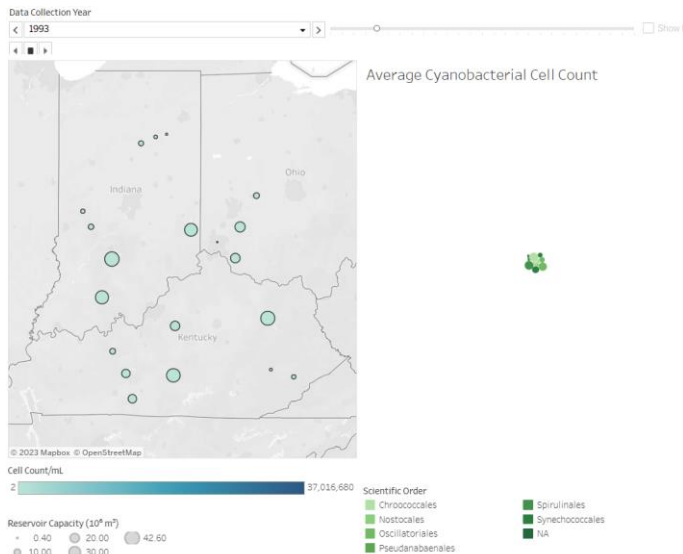 Data Collection Year
1993
Show
Average Cyanobacterial Cell Count
Ohio
Indiana
Kentucky
© 2023 Mapbox © OpenStreetMap
Cell Count/mL
2 37,016,680
Reservoir Capacity (10⁶ m³)
0.40 20.00 42.60
10.00 30.00
Scientific Order
Chroococcales Spirulinales
Nostocales Synechococcales
Oscillatoriales NA
Pseudanabaenales